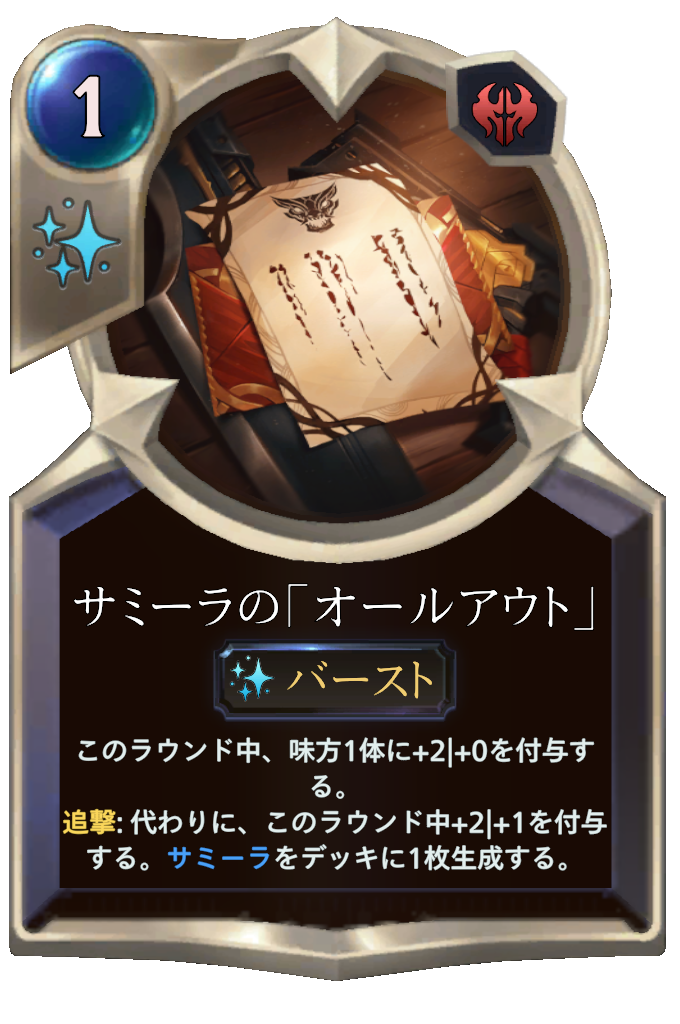 1
サミーラの「オールアウト」
バースト
このラウンド中、味方1体に+2|+0を付与す
る。
追撃: 代わりに、このラウンド中+2|+1を付与
する。サミーラをデッキに1枚生成する。